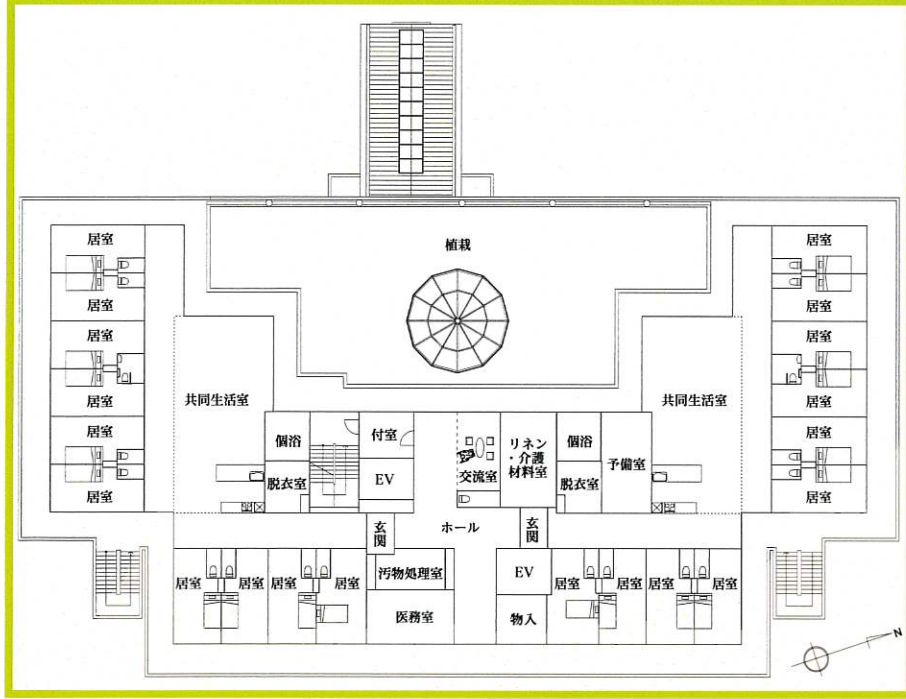 植栽
居室
居室
居室
居室
居室
居室
居室
居室
居室
居室
居室
居室
共同生活室
共同生活室
個浴
付室
交流室
リネン
・介護
材料室
個浴
予備室
脱衣室
EV
脱衣室
玄関
ホール
玄関
居室
居室
居室
居室
汚物処理室
EV
居室
居室
居室
居室
医務室
物入
N